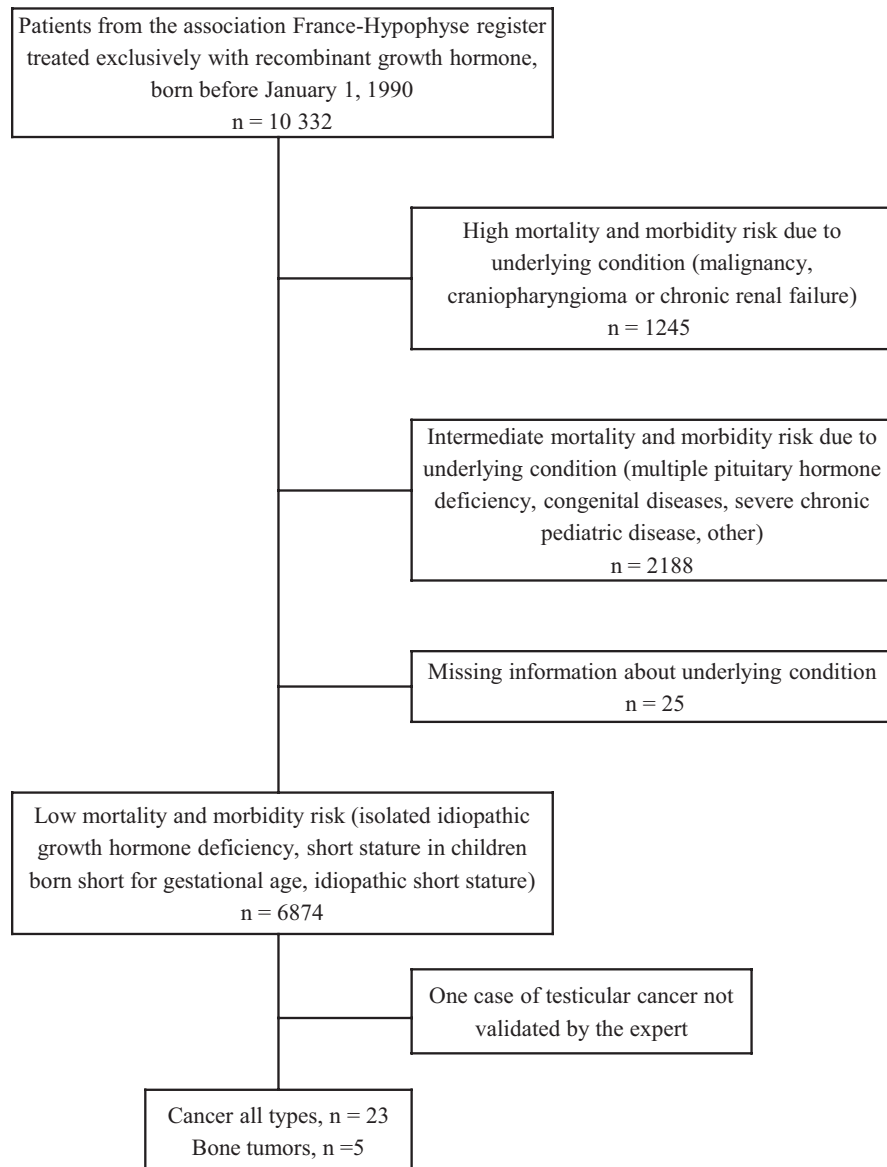 Patients from the association France-Hypophyse register
treated exclusively with recombinant growth hormone,
born before January 1, 1990
n = 10 332
High mortality and morbidity risk due to
underlying condition (malignancy,
craniopharyngioma or chronic renal failure)
n = 1245
Intermediate mortality and morbidity risk due to
underlying condition (multiple pituitary hormone
deficiency, congenital diseases, severe chronic
pediatric disease, other)
n = 2188
Missing information about underlying condition
n = 25
Low mortality and morbidity risk (isolated idiopathic
growth hormone deficiency, short stature in children
born short for gestational age, idiopathic short stature)
n = 6874
One case of testicular cancer not
validated by the expert
Cancer all types, n = 23
Bone tumors, n =5